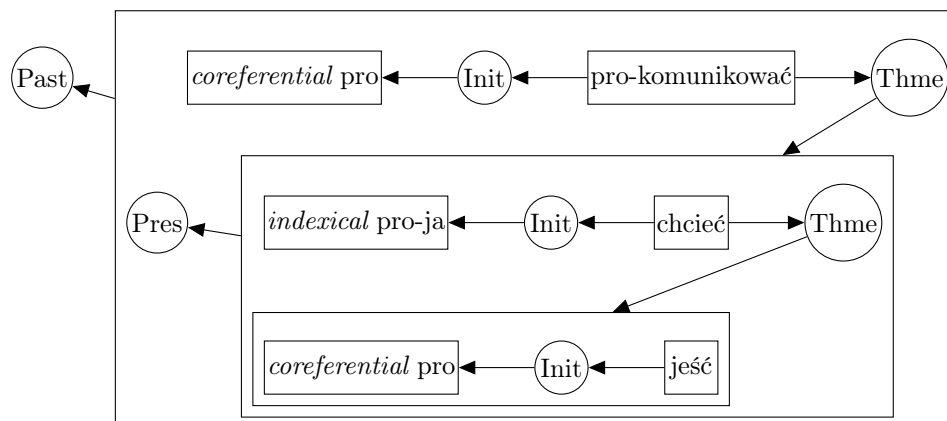 Past
coreferential pro Init pro-komunikować Thme
Pres
indexical pro-ja Init chcieć Thme
coreferential pro Init jeść